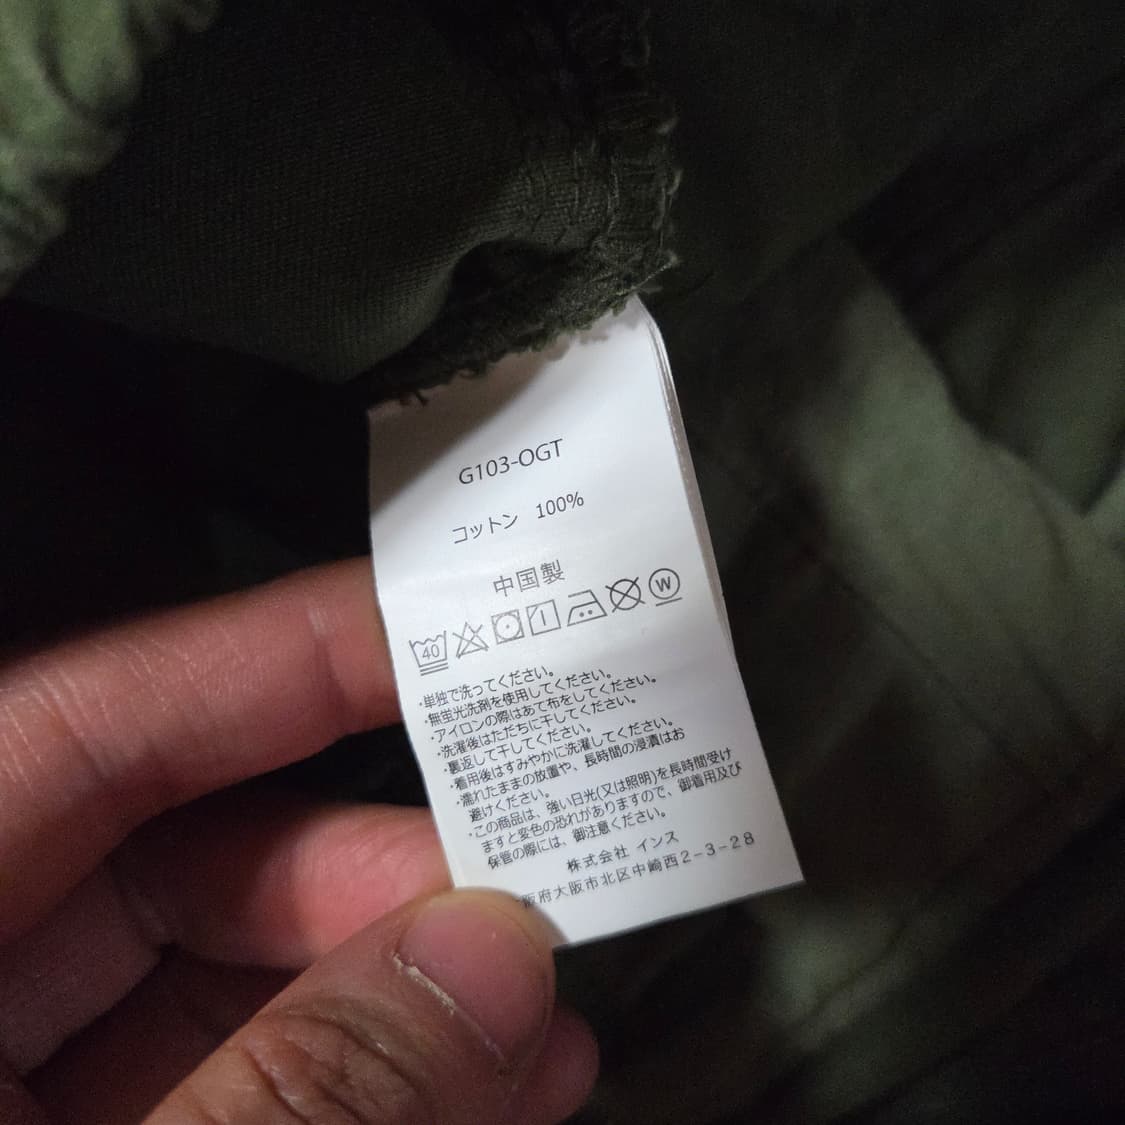 G103-OGT
コットン 100%
中国製
40 W
・単独で洗ってください。
・無蛍光洗剤を使用してください。
・アイロンの際はあて布をしてください。
・洗濯後はただちに干してください。
・裏返して干してください。
・着用後はすみやかに洗濯してください。
・濡れたままの放置や、長時間の浸漬はお
避けください。
・この商品は、強い日光(又は照明)を長時間受け
ますと変色の恐れがありますので、御着用及び
保管の際には、御注意ください。
株式会社 インス
阪府大阪市北区中崎西2-3-28